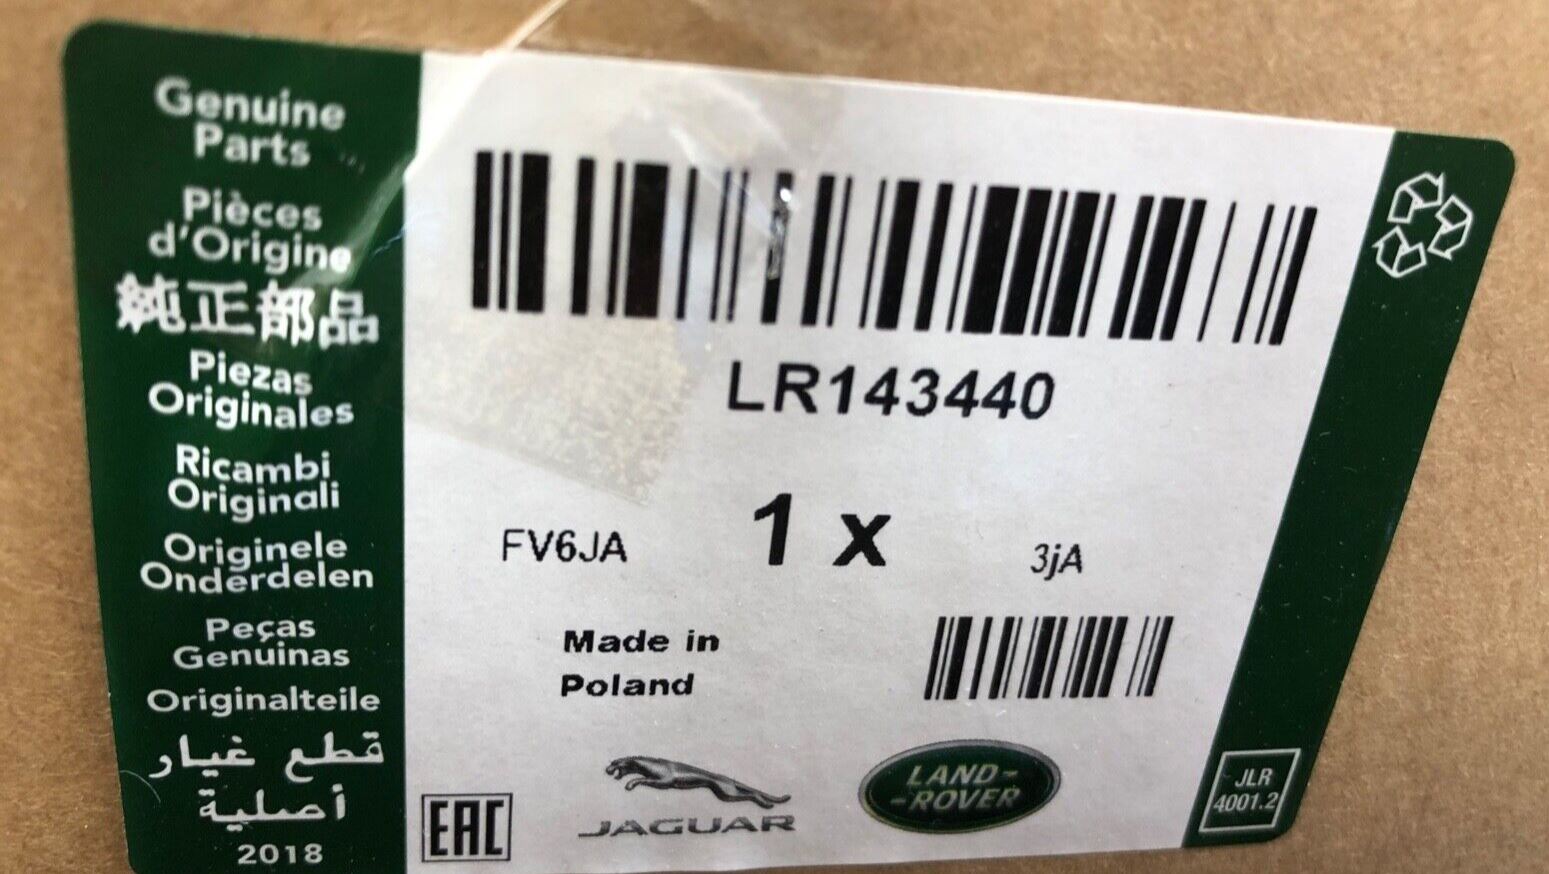 Genuine
Parts
Pièces
d'Origine
純正部品
Piezas
Originales
Ricambi
Originali
Originele
Onderdelen
Peças
Genuinas
Originalteile
قطع غيار
أصلية
2018
LR143440
FV6JA
1 x
3jA
Made in
Poland
EAC
JAGUAR
LAND-
-ROVER
JLR
4001.2